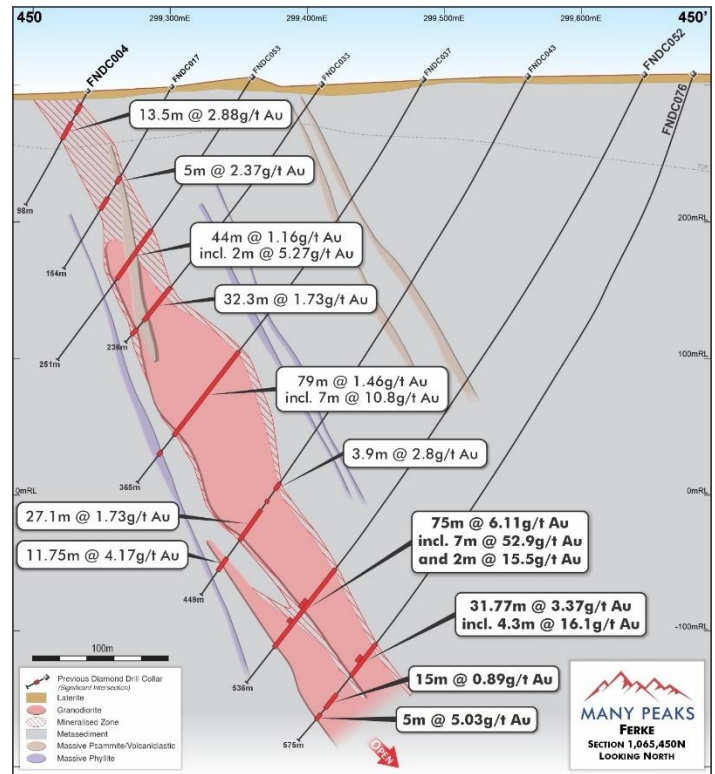 450
299,300mE
299,400mE
299,500mE
299,600mE
450'
FNDC004
FNDC017
FNDC053
FNDC033
FNDC037
FNDC043
FNDC052
FNDC076
13.5m @ 2.88g/t Au
5m @ 2.37g/t Au
98m
200mRL
154m
44m @ 1.16g/t Au
incl. 2m @ 5.27g/t Au
32.3m @ 1.73g/t Au
236m
251m
100mRL
79m @ 1.46g/t Au
incl. 7m @ 10.8g/t Au
3.9m @ 2.8g/t Au
365m
0mRL
27.1m @ 1.73g/t Au
75m @ 6.11g/t Au
incl. 7m @ 52.9g/t Au
and 2m @ 15.5g/t Au
11.75m @ 4.17g/t Au
449m
31.77m @ 3.37g/t Au
incl. 4.3m @ 16.1g/t Au
-100mRL
100m
536m
15m @ 0.89g/t Au
5m @ 5.03g/t Au
575m
OPEN
Previous Diamond Drill Collar
(Significant Intersection)
Laterite
Granodiorite
Mineralised Zone
Metasediment
Massive Psammite/Volcaniclastic
Massive Phyllite
MANY PEAKS
FERKE
SECTION 1,065,450N
LOOKING NORTH